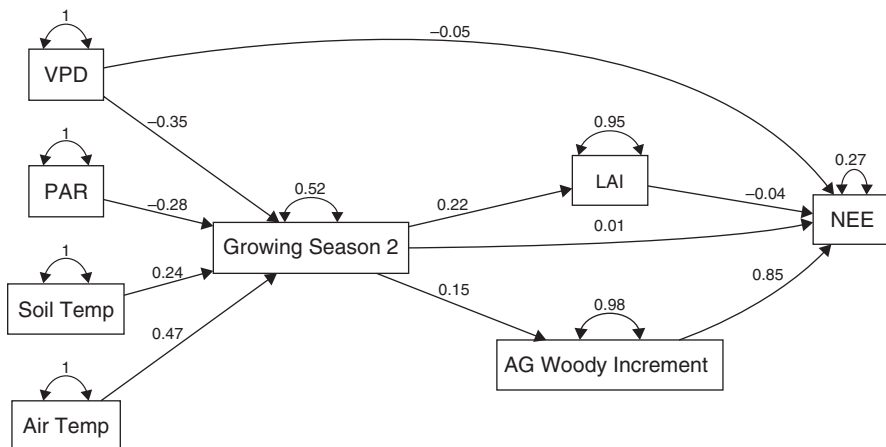 1
VPD
−0.05
−0.35
1
PAR
−0.28
0.52
Growing Season 2
0.22
0.95
LAI
−0.04
0.27
NEE
0.01
1
Soil Temp
0.24
0.15
0.98
AG Woody Increment
0.85
0.47
1
Air Temp